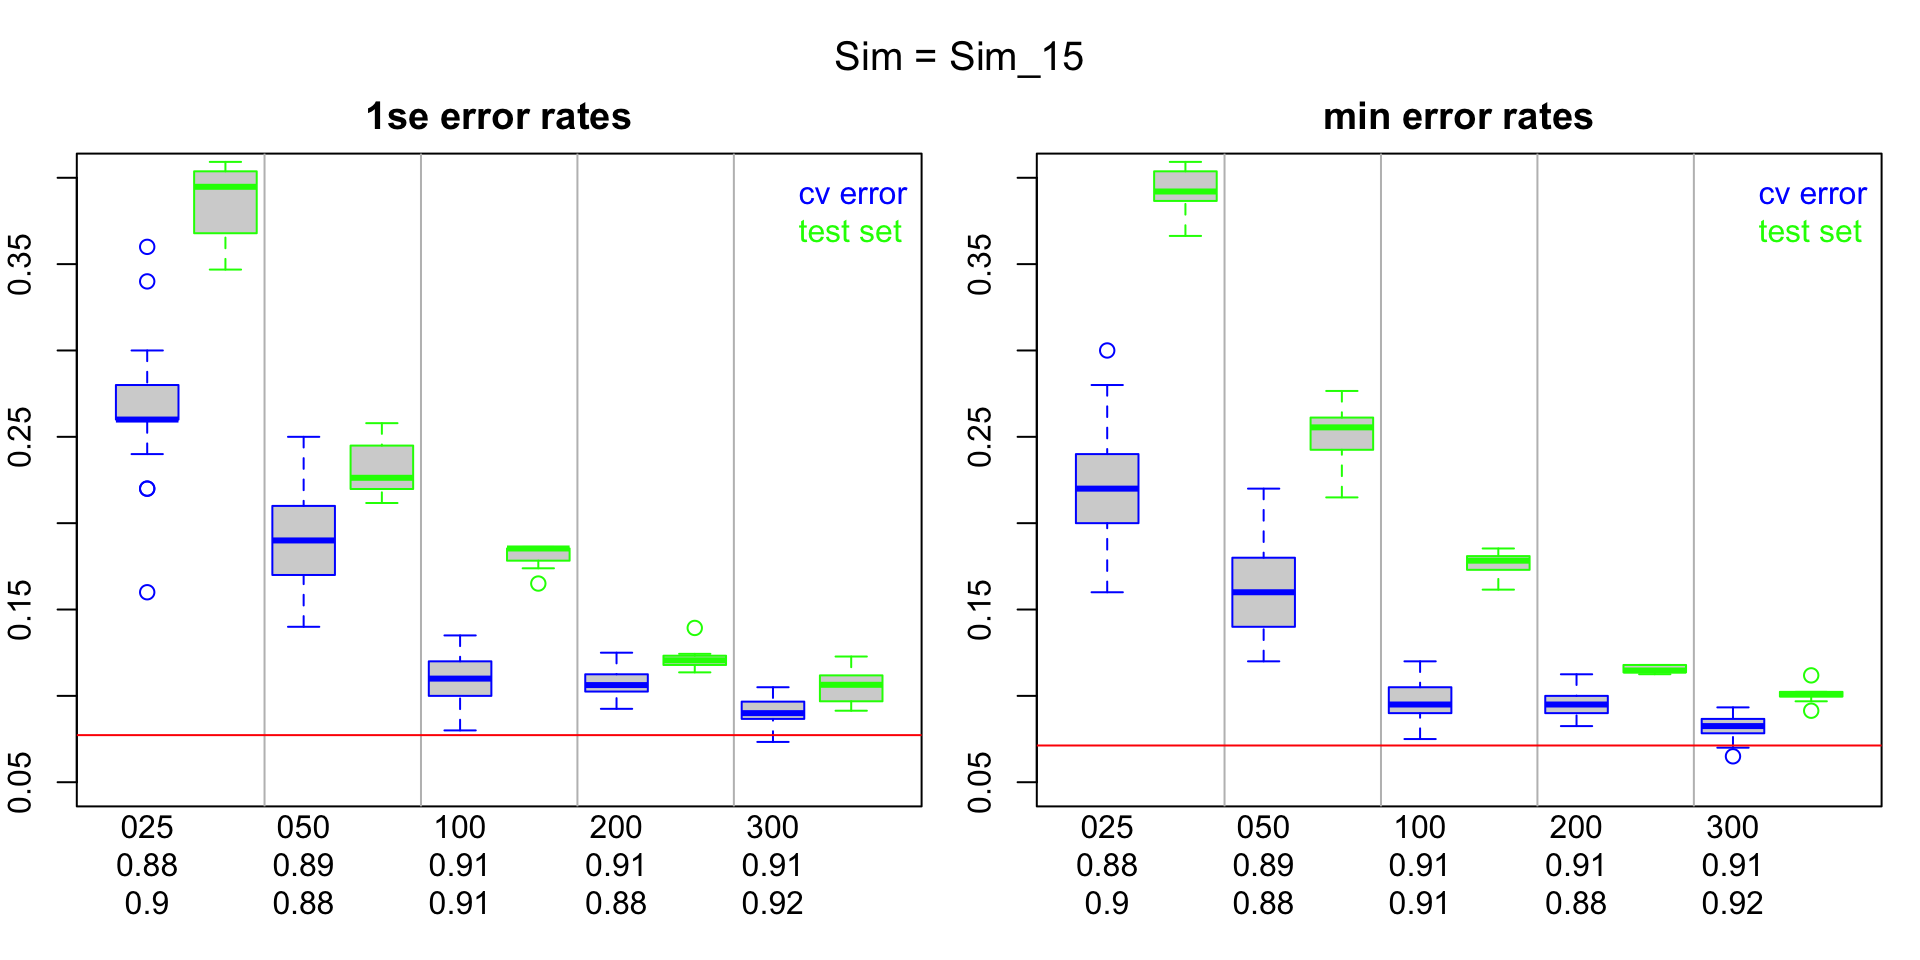 Sim = Sim_15
1se error rates
cv error
test set
0.35
0.25
0.15
0.05
025 050 100 200 300
0.88 0.89 0.91 0.91 0.91
0.9 0.88 0.91 0.88 0.92
min error rates
cv error
test set
0.35
0.25
0.15
0.05
025 050 100 200 300
0.88 0.89 0.91 0.91 0.91
0.9 0.88 0.91 0.88 0.92